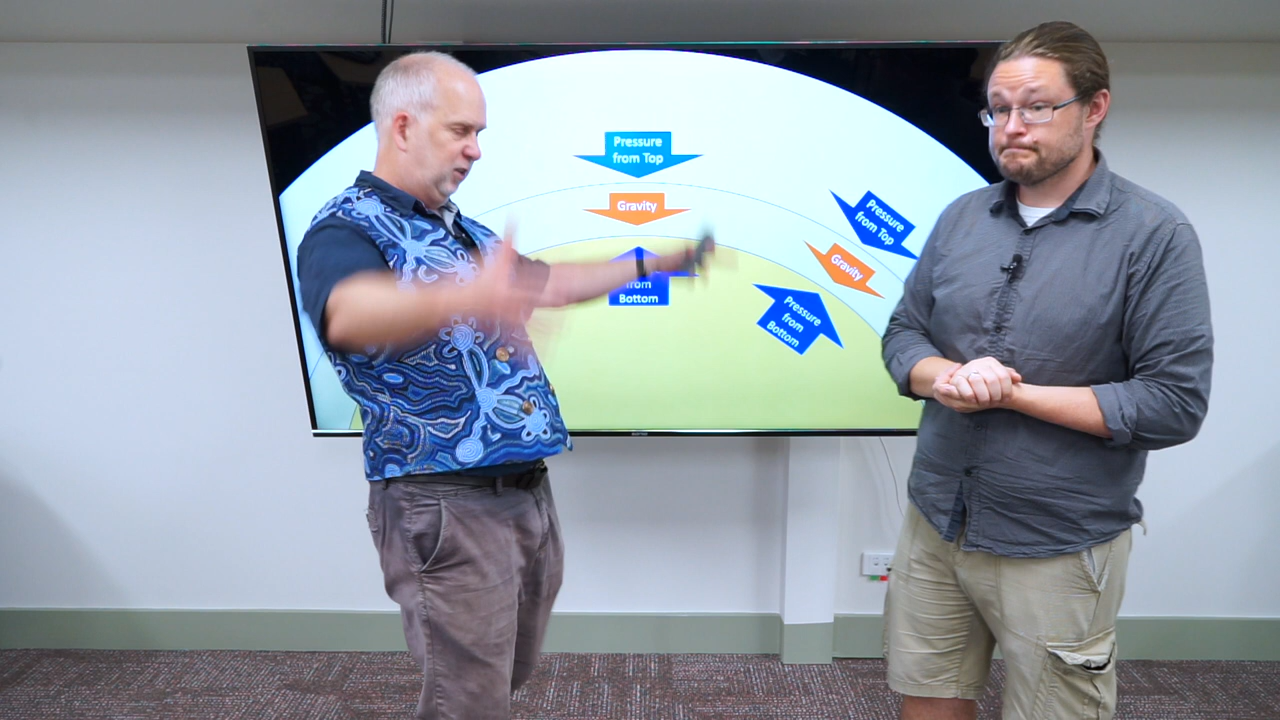 Pressure
from Top
Gravity
from
Bottom
Pressure
from Top
Gravity
Pressure
from
Bottom